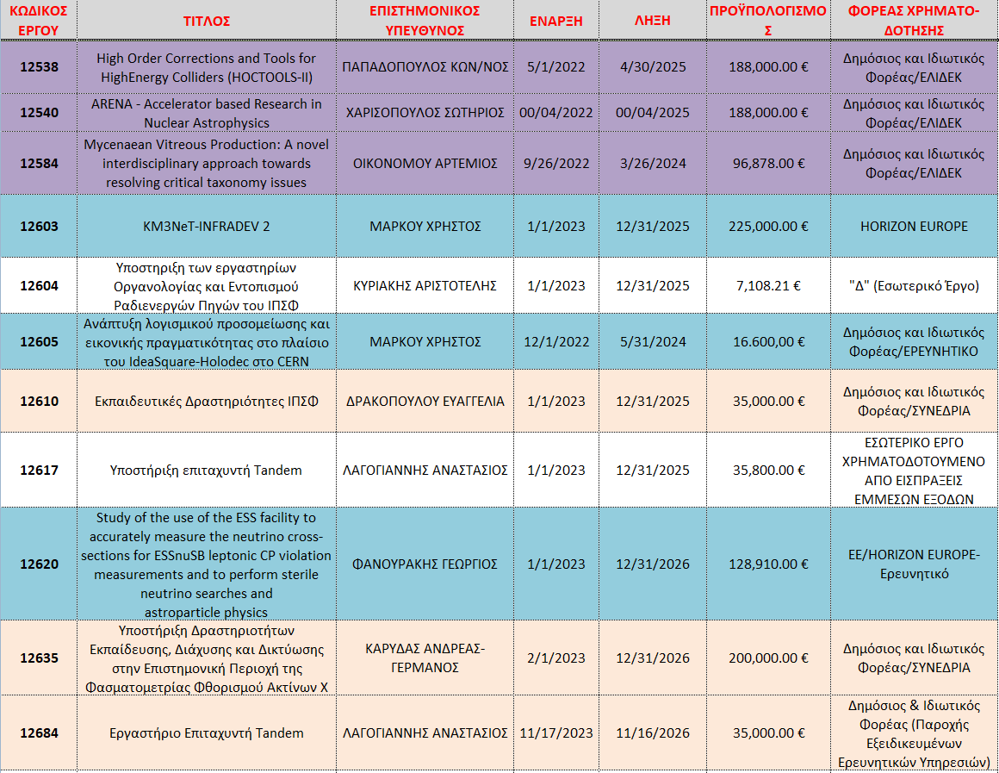 ΚΩΔΙΚΟΣ ΕΡΓΟΥ ΤΙΤΛΟΣ ΕΠΙΣΤΗΜΟΝΙΚΟΣ ΥΠΕΥΘΥΝΟΣ ΕΝΑΡΞΗ ΛΗΞΗ ΠΡΟΫΠΟΛΟΓΙΣΜΟΣ ΦΟΡΕΑΣ ΧΡΗΜΑΤΟ-ΔΟΤΗΣΗΣ
12538
High Order Corrections and Tools for
HighEnergy Colliders (HOCTOOLS-II)
ΠΑΠΑΔΟΠΟΥΛΟΣ ΚΩΝ/ΝΟΣ
5/1/2022
4/30/2025
188,000.00 €
Δημόσιος και Ιδιωτικός
Φορέας/ΕΛΙΔΕΚ
12540
ARENA - Accelerator based Research in
Nuclear Astrophysics
ΧΑΡΙΣΟΠΟΥΛΟΣ ΣΩΤΗΡΙΟΣ
00/04/2022
00/04/2025
188,000.00 €
Δημόσιος και Ιδιωτικός
Φορέας/ΕΛΙΔΕΚ
12584
Mycenaean Vitreous Production: A novel
interdisciplinary approach towards
resolving critical taxonomy issues
ΟΙΚΟΝΟΜΟΥ ΑΡΤΕΜΙΟΣ
9/26/2022
3/26/2024
96,878.00 €
Δημόσιος και Ιδιωτικός
Φορέας/ΕΛΙΔΕΚ
12603
KM3NeT-INFRADEV 2
ΜΑΡΚΟΥ ΧΡΗΣΤΟΣ
1/1/2023
12/31/2025
225,000.00 €
HORIZON EUROPE
12604
Υποστηριξη των εργαστηρίων
Οργανολογίας και Εντοπισμού
Ραδιενεργών Πηγών του ΙΠΣΦ
ΚΥΡΙΑΚΗΣ ΑΡΙΣΤΟΤΕΛΗΣ
1/1/2023
12/31/2025
7,108.21 €
"Δ" (Εσωτερικό Έργο)
12605
Ανάπτυξη λογισμικού προσομείωσης και
εικονικής πραγματικότητας στο πλαίσιο
του IdeaSquare-Holodec στο CERN
ΜΑΡΚΟΥ ΧΡΗΣΤΟΣ
12/1/2022
5/31/2024
16.600,00 €
Δημόσιος και Ιδιωτικός
Φορέας/ΕΡΕΥΝΗΤΙΚΟ
12610
Εκπαιδευτικές Δραστηριότητες ΙΠΣΦ
ΔΡΑΚΟΠΟΥΛΟΥ ΕΥΑΓΓΕΛΙΑ
1/1/2023
12/31/2025
35,000.00 €
Δημόσιος και Ιδιωτικός
Φορέας/ΣΥΝΕΔΡΙΑ
12617
Υποστήριξη επιταχυντή Tandem
ΛΑΓΟΓΙΑΝΝΗΣ ΑΝΑΣΤΑΣΙΟΣ
1/1/2023
12/31/2025
35,800.00 €
ΕΣΩΤΕΡΙΚΟ ΕΡΓΟ
ΧΡΗΜΑΤΟΔΟΤΟΥΜΕΝΟ
ΑΠΟ ΕΙΣΠΡΑΞΕΙΣ
ΕΜΜΕΣΩΝ ΕΞΟΔΩΝ
12620
Study of the use of the ESS facility to
accurately measure the neutrino cross-
sections for ESSnuSB leptonic CP violation
measurements and to perform sterile
neutrino searches and
astroparticle physics
ΦΑΝΟΥΡΑΚΗΣ ΓΕΩΡΓΙΟΣ
1/1/2023
12/31/2026
128,910.00 €
ΕΕ/HORIZON EUROPE-
Ερευνητικό
12635
Υποστήριξη Δραστηριοτήτων
Εκπαίδευσης, Διάχυσης και Δικτύωσης
στην Επιστημονική Περιοχή της
Φασματομετρίας Φθορισμού Ακτίνων Χ
ΚΑΡΥΔΑΣ ΑΝΔΡΕΑΣ-
ΓΕΡΜΑΝΟΣ
2/1/2023
12/31/2026
200,000.00 €
Δημόσιος και Ιδιωτικός
Φορέας/ΣΥΝΕΔΡΙΑ
12684
Εργαστήριο Επιταχυντή Tandem
ΛΑΓΟΓΙΑΝΝΗΣ ΑΝΑΣΤΑΣΙΟΣ
11/17/2023
11/16/2026
35,000.00 €
Δημόσιος & Ιδιωτικός
Φορέας (Παροχής
Εξειδικευμένων
Ερευνητικών Υπηρεσιών)